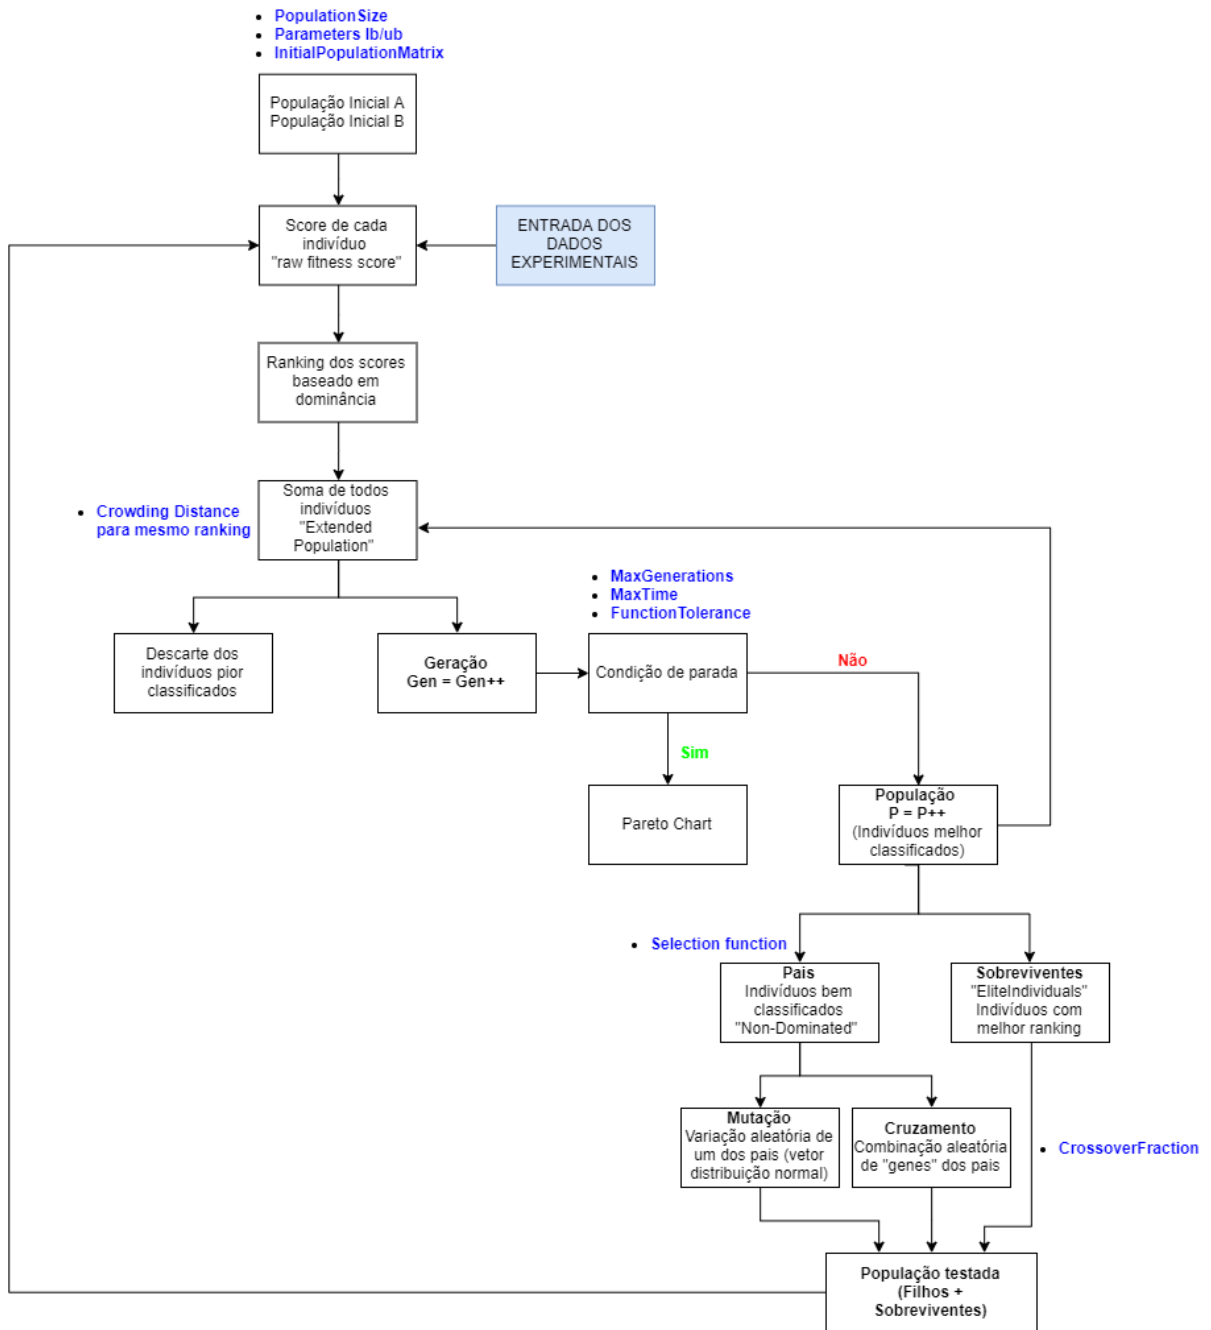 PopulationSize
Parameters lb/ub
InitialPopulationMatrix
População Inicial A
População Inicial B
Score de cada
indivíduo
"raw fitness score"
ENTRADA DOS
DADOS
EXPERIMENTAIS
Ranking dos scores
baseado em
dominância
Crowding Distance
para mesmo ranking
Soma de todos
indivíduos
"Extended
Population"
MaxGenerations
MaxTime
FunctionTolerance
Descarte dos
indivíduos pior
classificados
Geração
Gen = Gen++
Condição de parada
Não
Sim
Pareto Chart
População
P = P++
(Indivíduos melhor
classificados)
Selection function
Pais
Indivíduos bem
classificados
"Non-Dominated"
Sobreviventes
"EliteIndividuals"
Indivíduos com
melhor ranking
Mutação
Variação aleatória de
um dos pais (vetor
distribuição normal)
Cruzamento
Combinação aleatória
de "genes" dos pais
CrossoverFraction
População testada
(Filhos +
Sobreviventes)